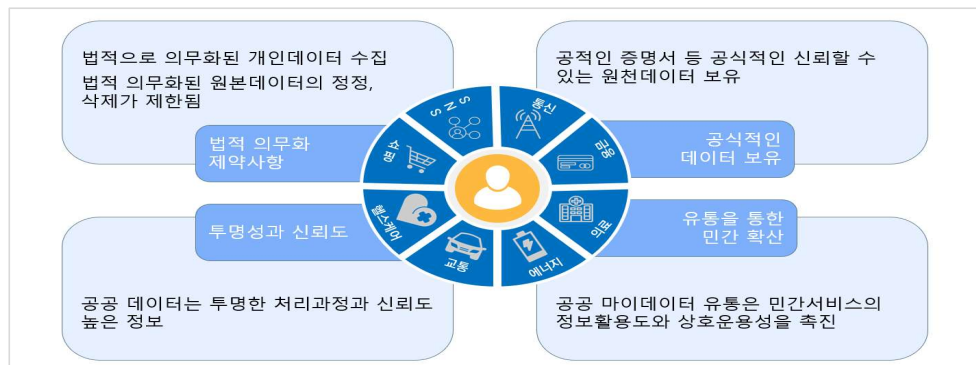 법적으로 의무화된 개인데이터 수집
법적 의무화된 원본데이터의 정정,
삭제가 제한됨
법적 의무화
제약사항
공적인 증명서 등 공식적인 신뢰할 수
있는 원천데이터 보유
공식적인
데이터 보유
SNS
통신
쇼핑
금융
헬스케어
의료
교통
에너지
투명성과 신뢰도
공공 데이터는 투명한 처리과정과 신뢰도
높은 정보
유통을 통한
민간 확산
공공 마이데이터 유통은 민간서비스의
정보활용도와 상호운용성을 촉진